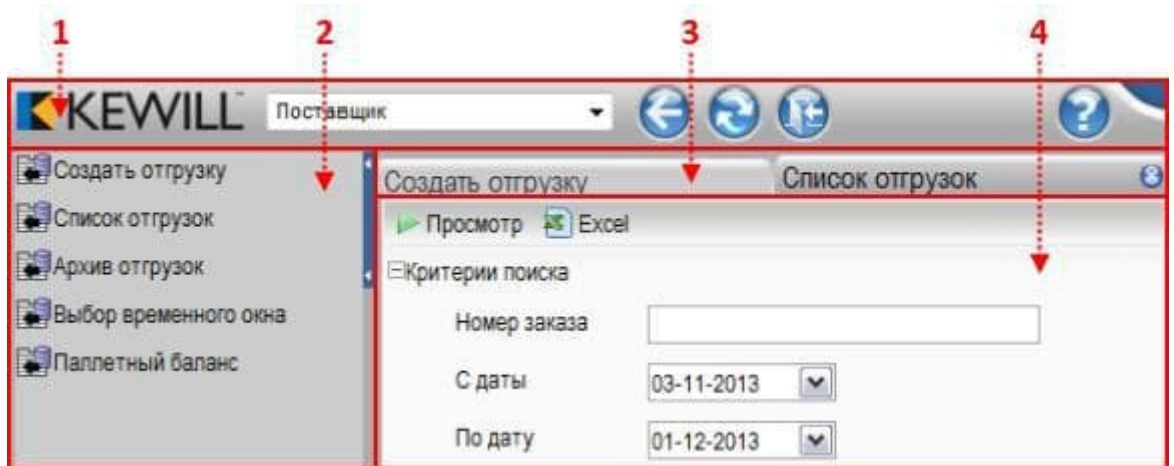 1 2 3 4
KEWILL™ Поставщик
Создать отгрузку
Список отгрузок
Архив отгрузок
Выбор временного окна
Паллетный баланс
Создать отгрузку Список отгрузок
Просмотр Excel
Критерии поиска
Номер заказа
С даты 03-11-2013
По дату 01-12-2013